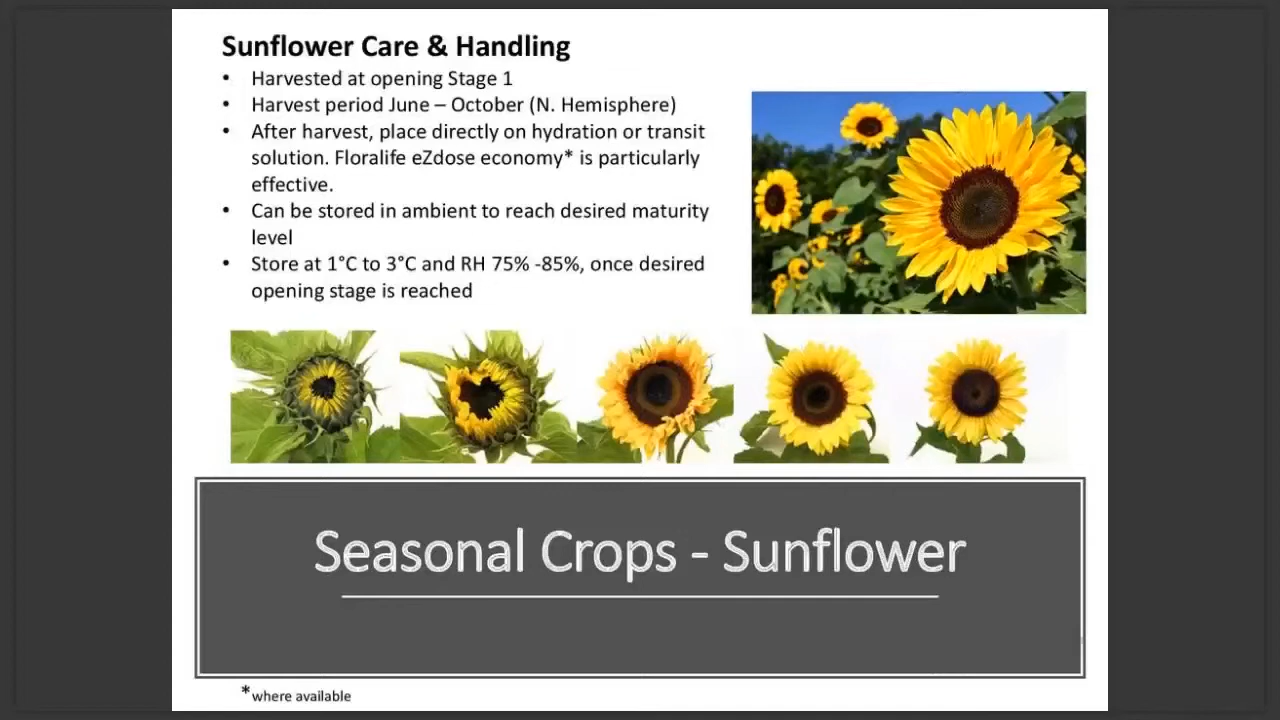 Sunflower Care & Handling
• Harvested at opening Stage 1
• Harvest period June – October (N. Hemisphere)
• After harvest, place directly on hydration or transit
solution. Floralife eZdose economy* is particularly
effective.
• Can be stored in ambient to reach desired maturity
level
• Store at 1°C to 3°C and RH 75% -85%, once desired
opening stage is reached
Seasonal Crops - Sunflower
*where available